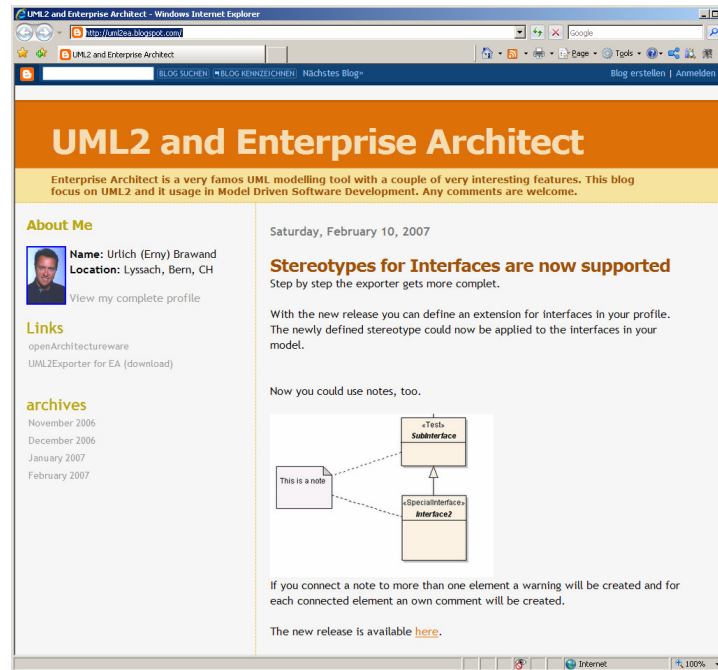 UML2 and Enterprise Architect - Windows Internet Explorer
http://uml2ea.blogspot.com/
Google
UML2 and Enterprise Architect
Page
Tools
BLOG SUCHEN
BLOG KENNZEICHNEN
Nächstes Blog»
Blog erstellen | Anmelden
UML2 and Enterprise Architect
Enterprise Architect is a very famos UML modelling tool with a couple of very interesting features. This blog
focus on UML2 and it usage in Model Driven Software Development. Any comments are welcome.
About Me
Name: Urlich (Erny) Brawand
Location: Lyssach, Bern, CH
View my complete profile
Links
openArchitectureware
UML2Exporter for EA (download)
archives
November 2006
December 2006
January 2007
February 2007
Saturday, February 10, 2007
Stereotypes for Interfaces are now supported
Step by step the exporter gets more complet.
With the new release you can define an extension for interfaces in your profile.
The newly defined stereotype could now be applied to the interfaces in your
model.
Now you could use notes, too.
«Test»
SubInterface
This is a note
«SpecialInterface»
Interface2
If you connect a note to more than one element a warning will be created and for
each connected element an own comment will be created.
The new release is available here.
Internet
100%